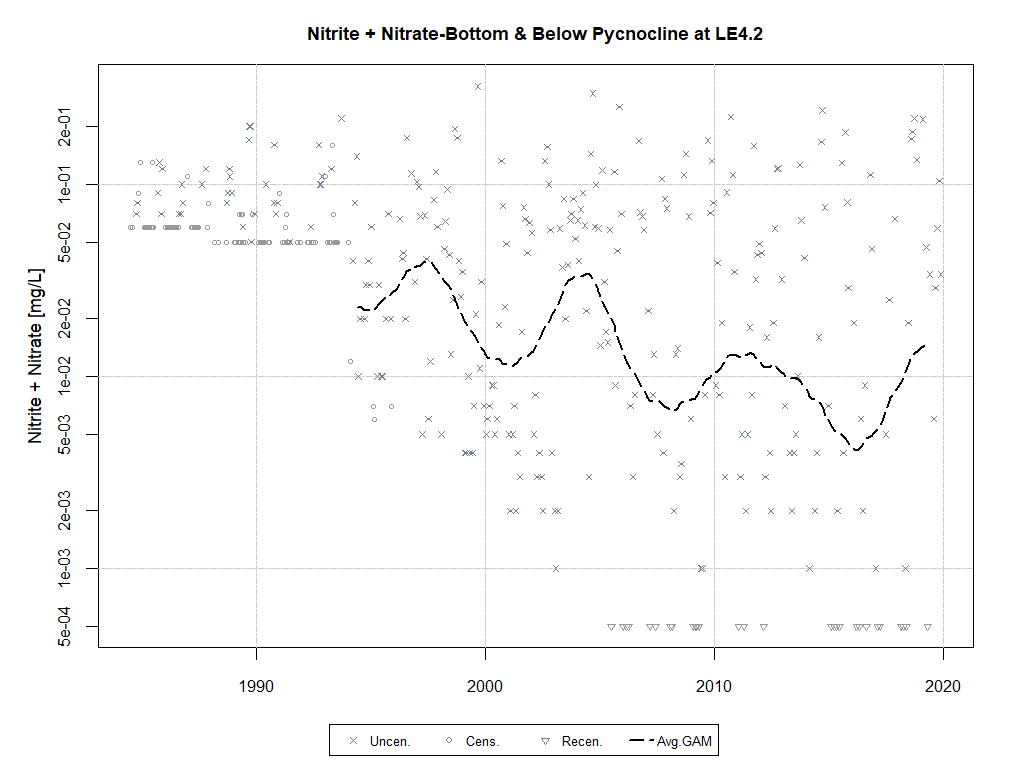 Nitrite + Nitrate-Bottom & Below Pycnocline at LE4.2
Nitrite + Nitrate [mg/L]
2e-01
1e-01
5e-02
2e-02
1e-02
5e-03
2e-03
1e-03
5e-04
1990 2000 2010 2020
Uncen. Cens. Recen. Avg.GAM